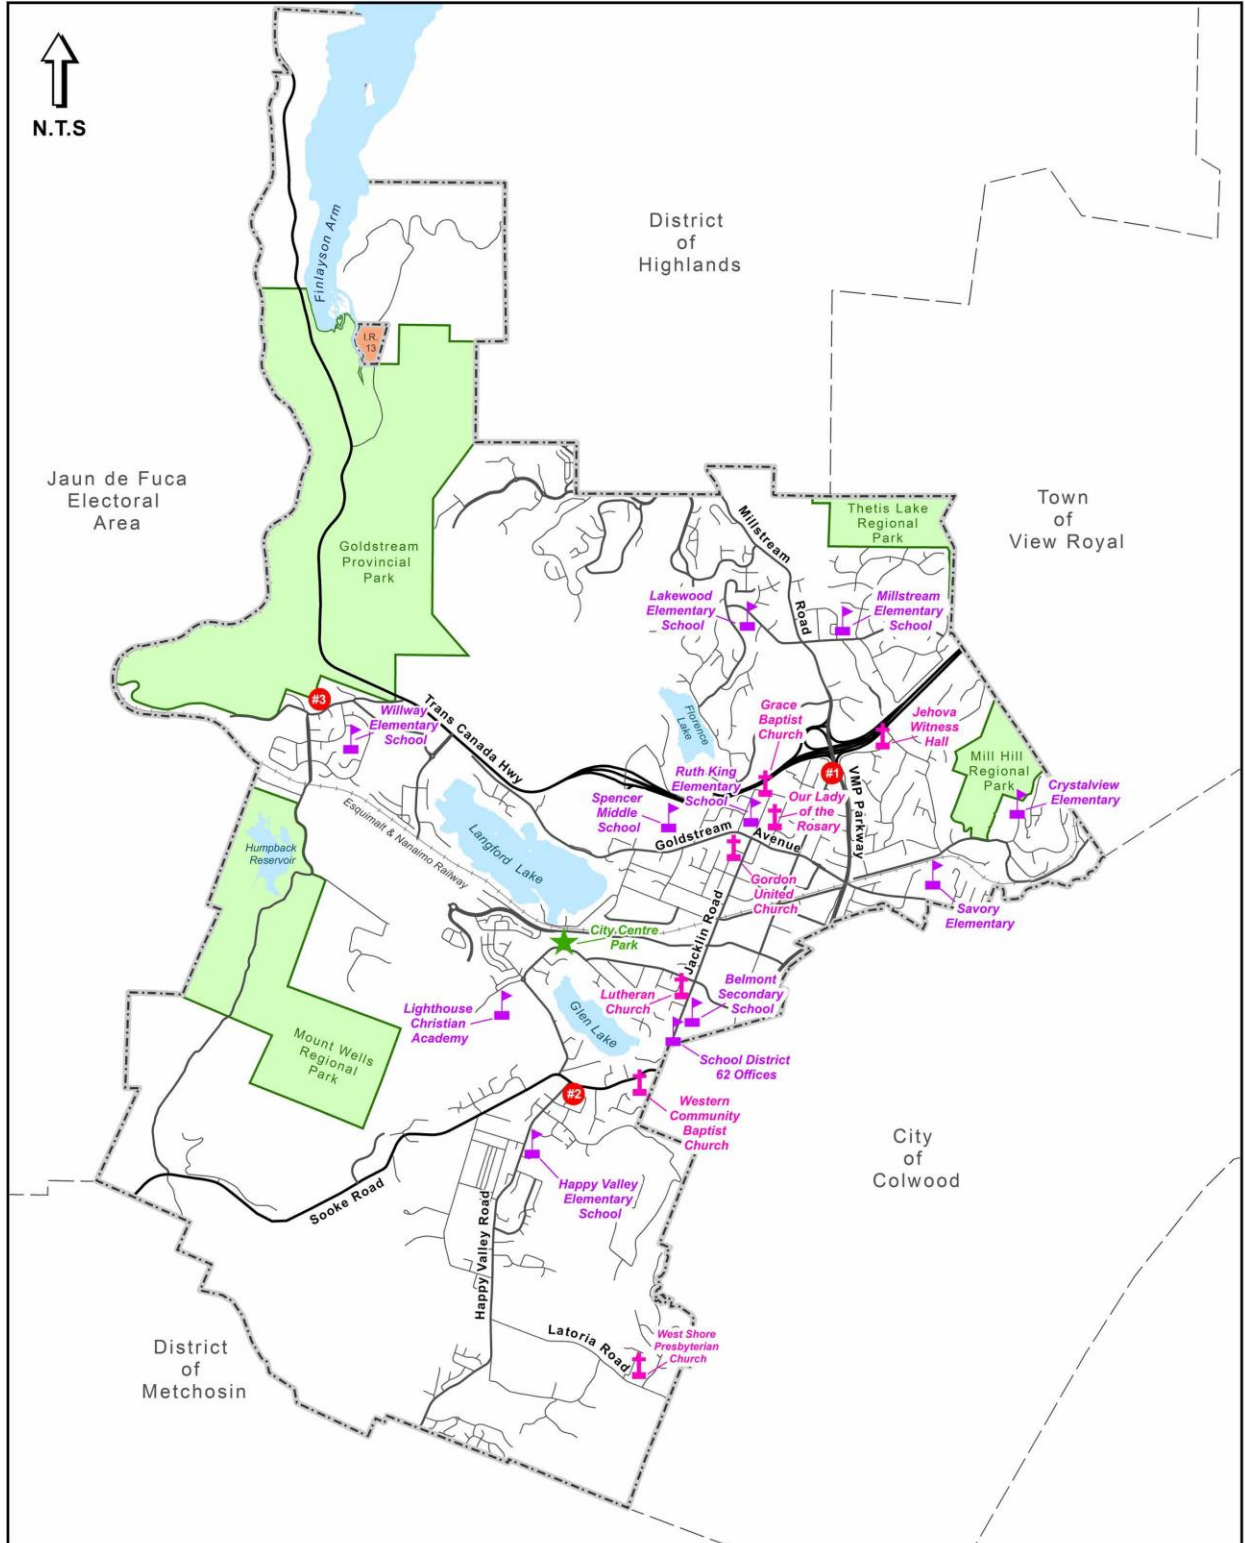 N.T.S
Finlayson Arm
District
of
Highlands
I.R.
13
Jaun de Fuca
Electoral
Area
Goldstream
Provincial
Park
Thetis Lake
Regional
Park
Town
of
View Royal
Millstream
Road
Lakewood
Elementary
School
Millstream
Elementary
School
#3
Willway
Elementary
School
Trans Canada Hwy
Florence
Lake
Grace
Baptist
Church
Jehova
Witness
Hall
#1
Mill Hill
Regional
Park
Crystalview
Elementary
Ruth King
Elementary
School
Our Lady
of the
Rosary
VMP Parkway
Spencer
Middle
School
Goldstream
Avenue
Esquimalt & Nanaimo Railway
Langford Lake
Humpback
Reservoir
Gordon
United
Church
Savory
Elementary
Jacklin Road
City Centre
Park
Lutheran
Church
Belmont
Secondary
School
Lighthouse
Christian
Academy
Glen Lake
Mount Wells
Regional
Park
School District
62 Offices
#2
Western
Community
Baptist
Church
City
of
Colwood
Happy Valley
Elementary
School
Sooke Road
Happy Valley Road
Latoria Road
West Shore
Presbyterian
Church
District
of
Metchosin